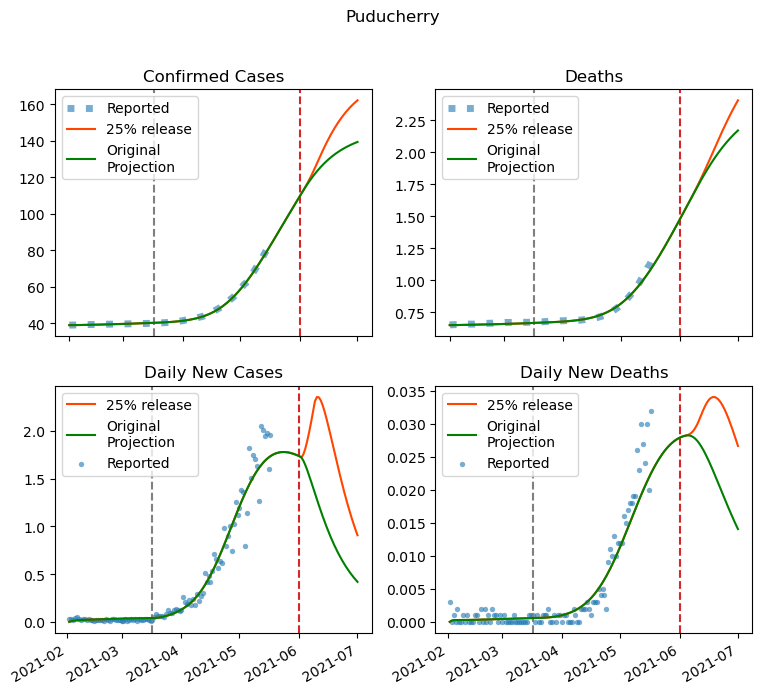 Puducherry
Confirmed Cases
Reported
25% release
Original
Projection
160
140
120
100
80
60
40
Deaths
Reported
25% release
Original
Projection
2.25
2.00
1.75
1.50
1.25
1.00
0.75
Daily New Cases
25% release
Original
Projection
Reported
2.0
1.5
1.0
0.5
0.0
2021-02
2021-03
2021-04
2021-05
2021-06
2021-07
Daily New Deaths
25% release
Original
Projection
Reported
0.035
0.030
0.025
0.020
0.015
0.010
0.005
0.000
2021-02
2021-03
2021-04
2021-05
2021-06
2021-07